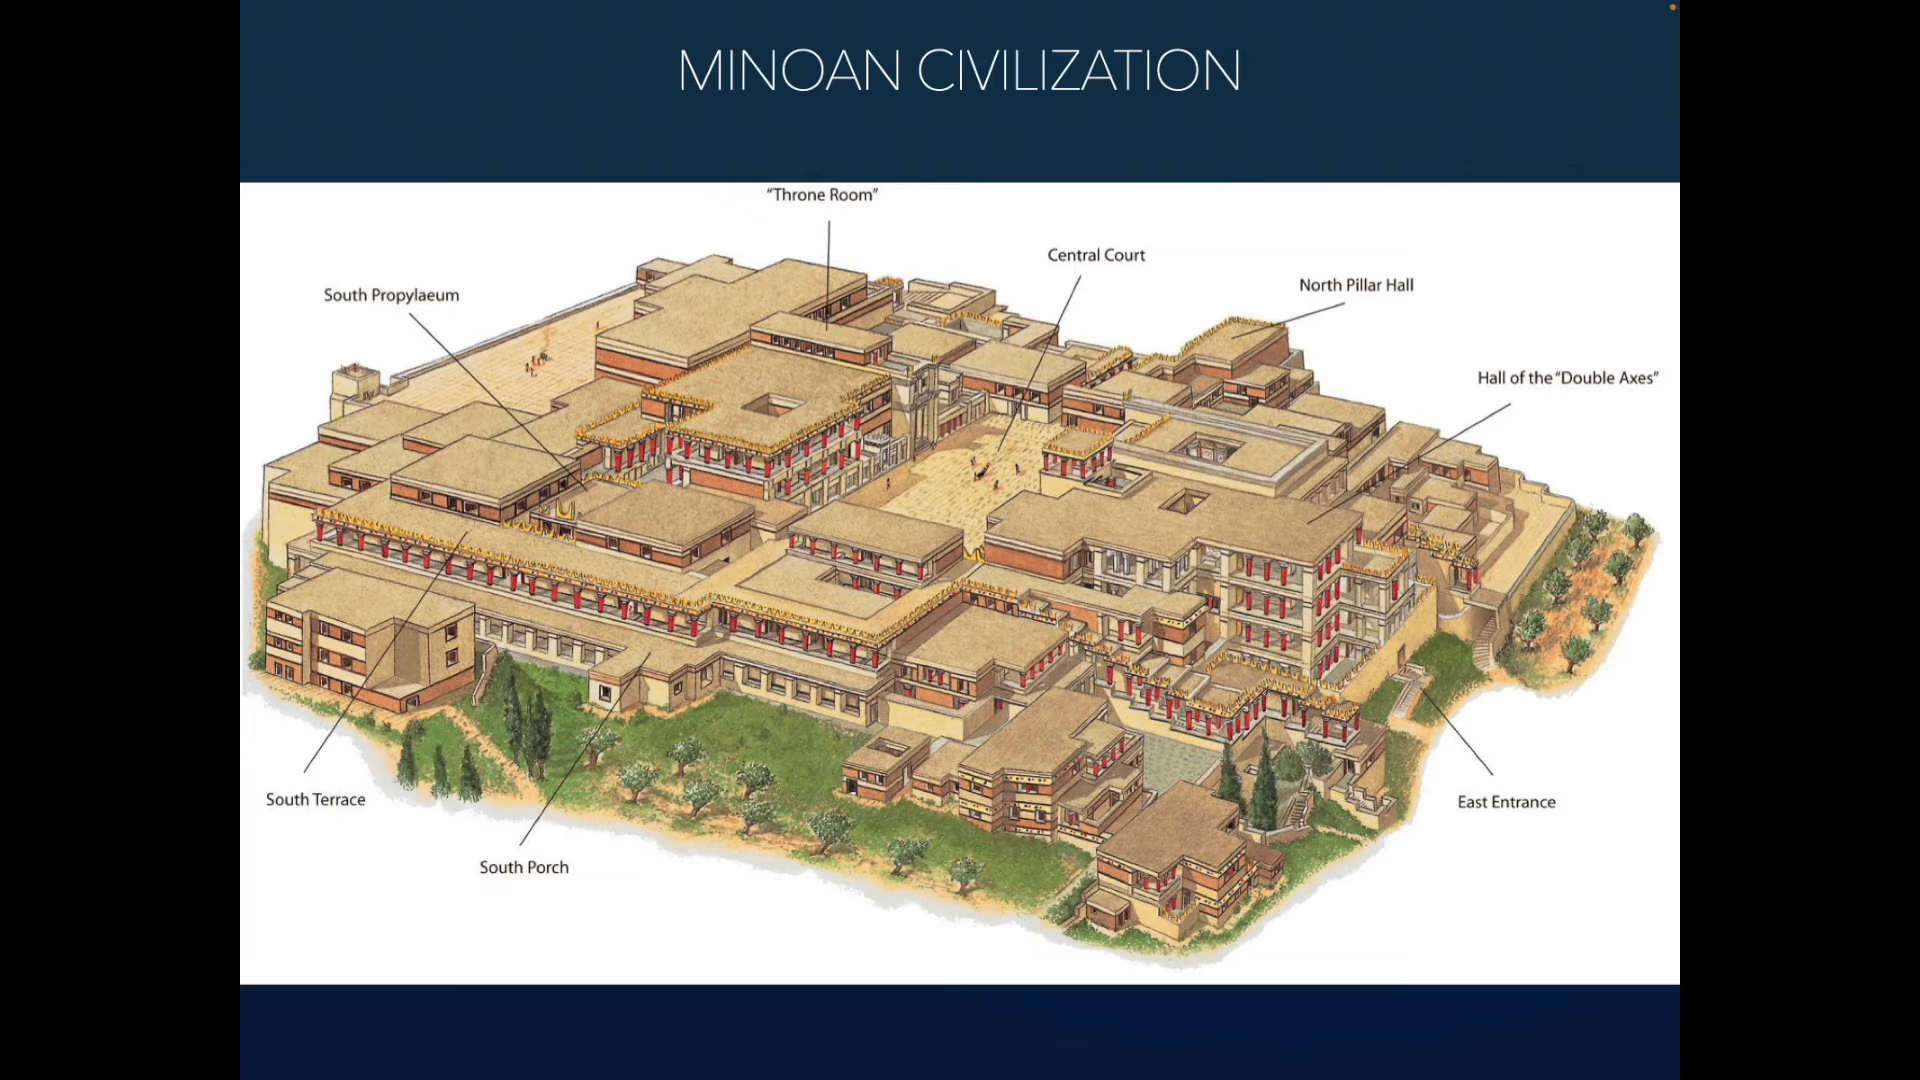 MINOAN CIVILIZATION
“Throne Room”
Central Court
North Pillar Hall
South Propylaeum
Hall of the “Double Axes”
South Terrace
East Entrance
South Porch